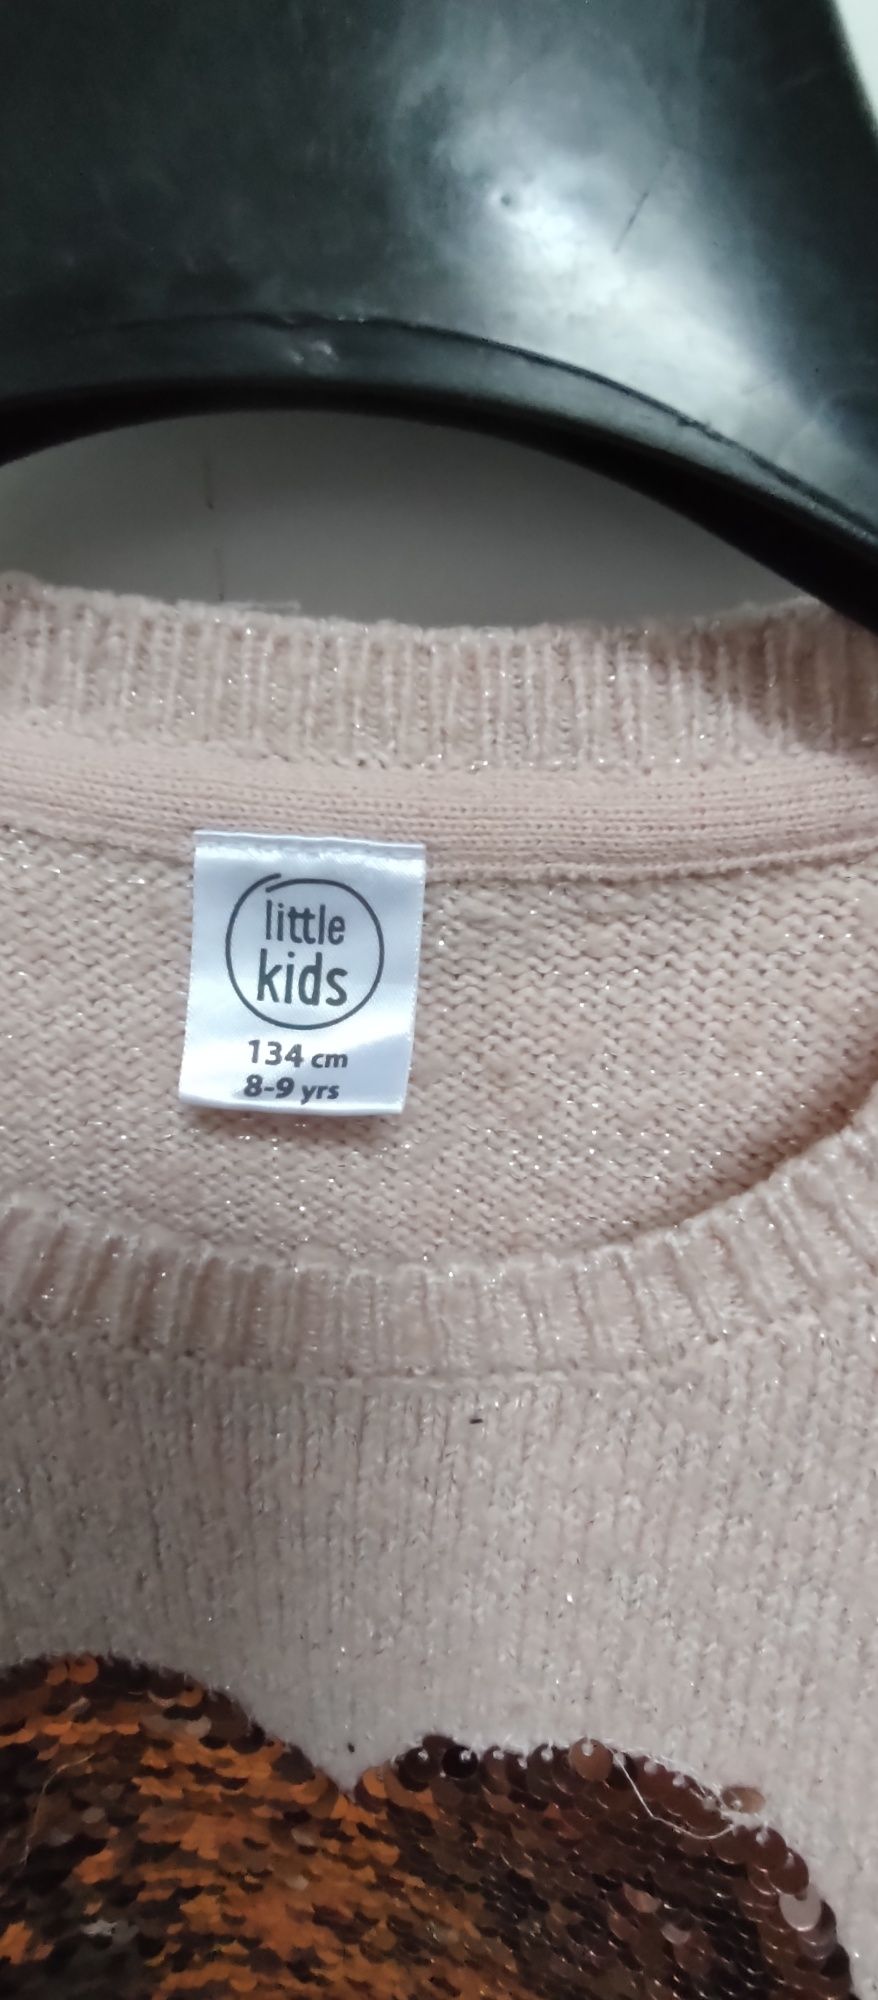 little
kids
134 cm
8-9 yrs